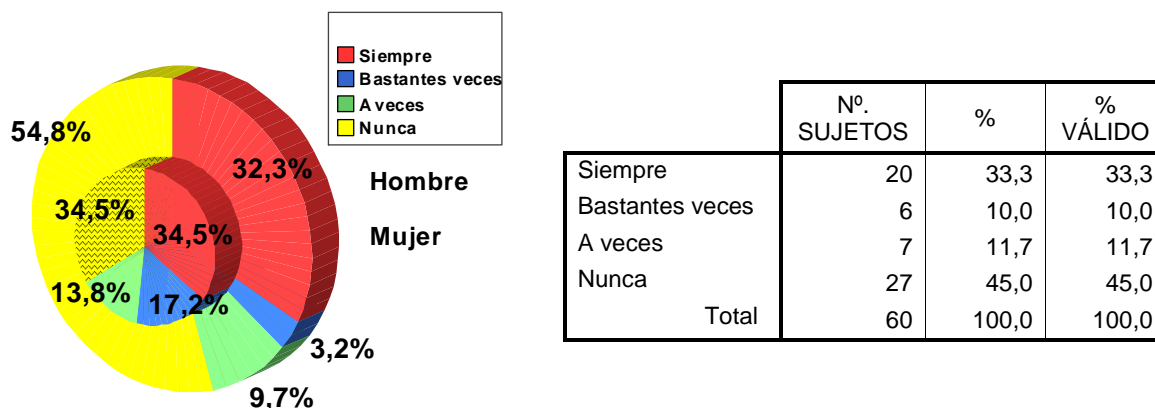 Siempre
Bastantes veces
A veces
Nunca
54,8%
32,3%
Hombre
34,5%
34,5%
Mujer
13,8%
17,2%
3,2%
9,7%
Nº. SUJETOS % % VÁLIDO
Siempre 20 33,3 33,3
Bastantes veces 6 10,0 10,0
A veces 7 11,7 11,7
Nunca 27 45,0 45,0
Total 60 100,0 100,0